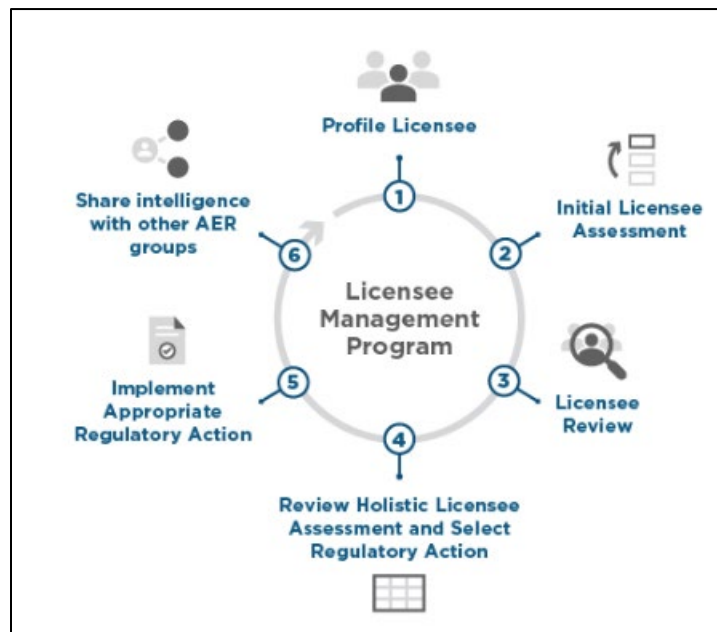 Profile Licensee
1
Initial Licensee
Assessment
2
Licensee
Review
3
Review Holistic Licensee
Assessment and Select
Regulatory Action
4
Implement
Appropriate
Regulatory Action
5
Share intelligence
with other AER
groups
6
Licensee
Management
Program